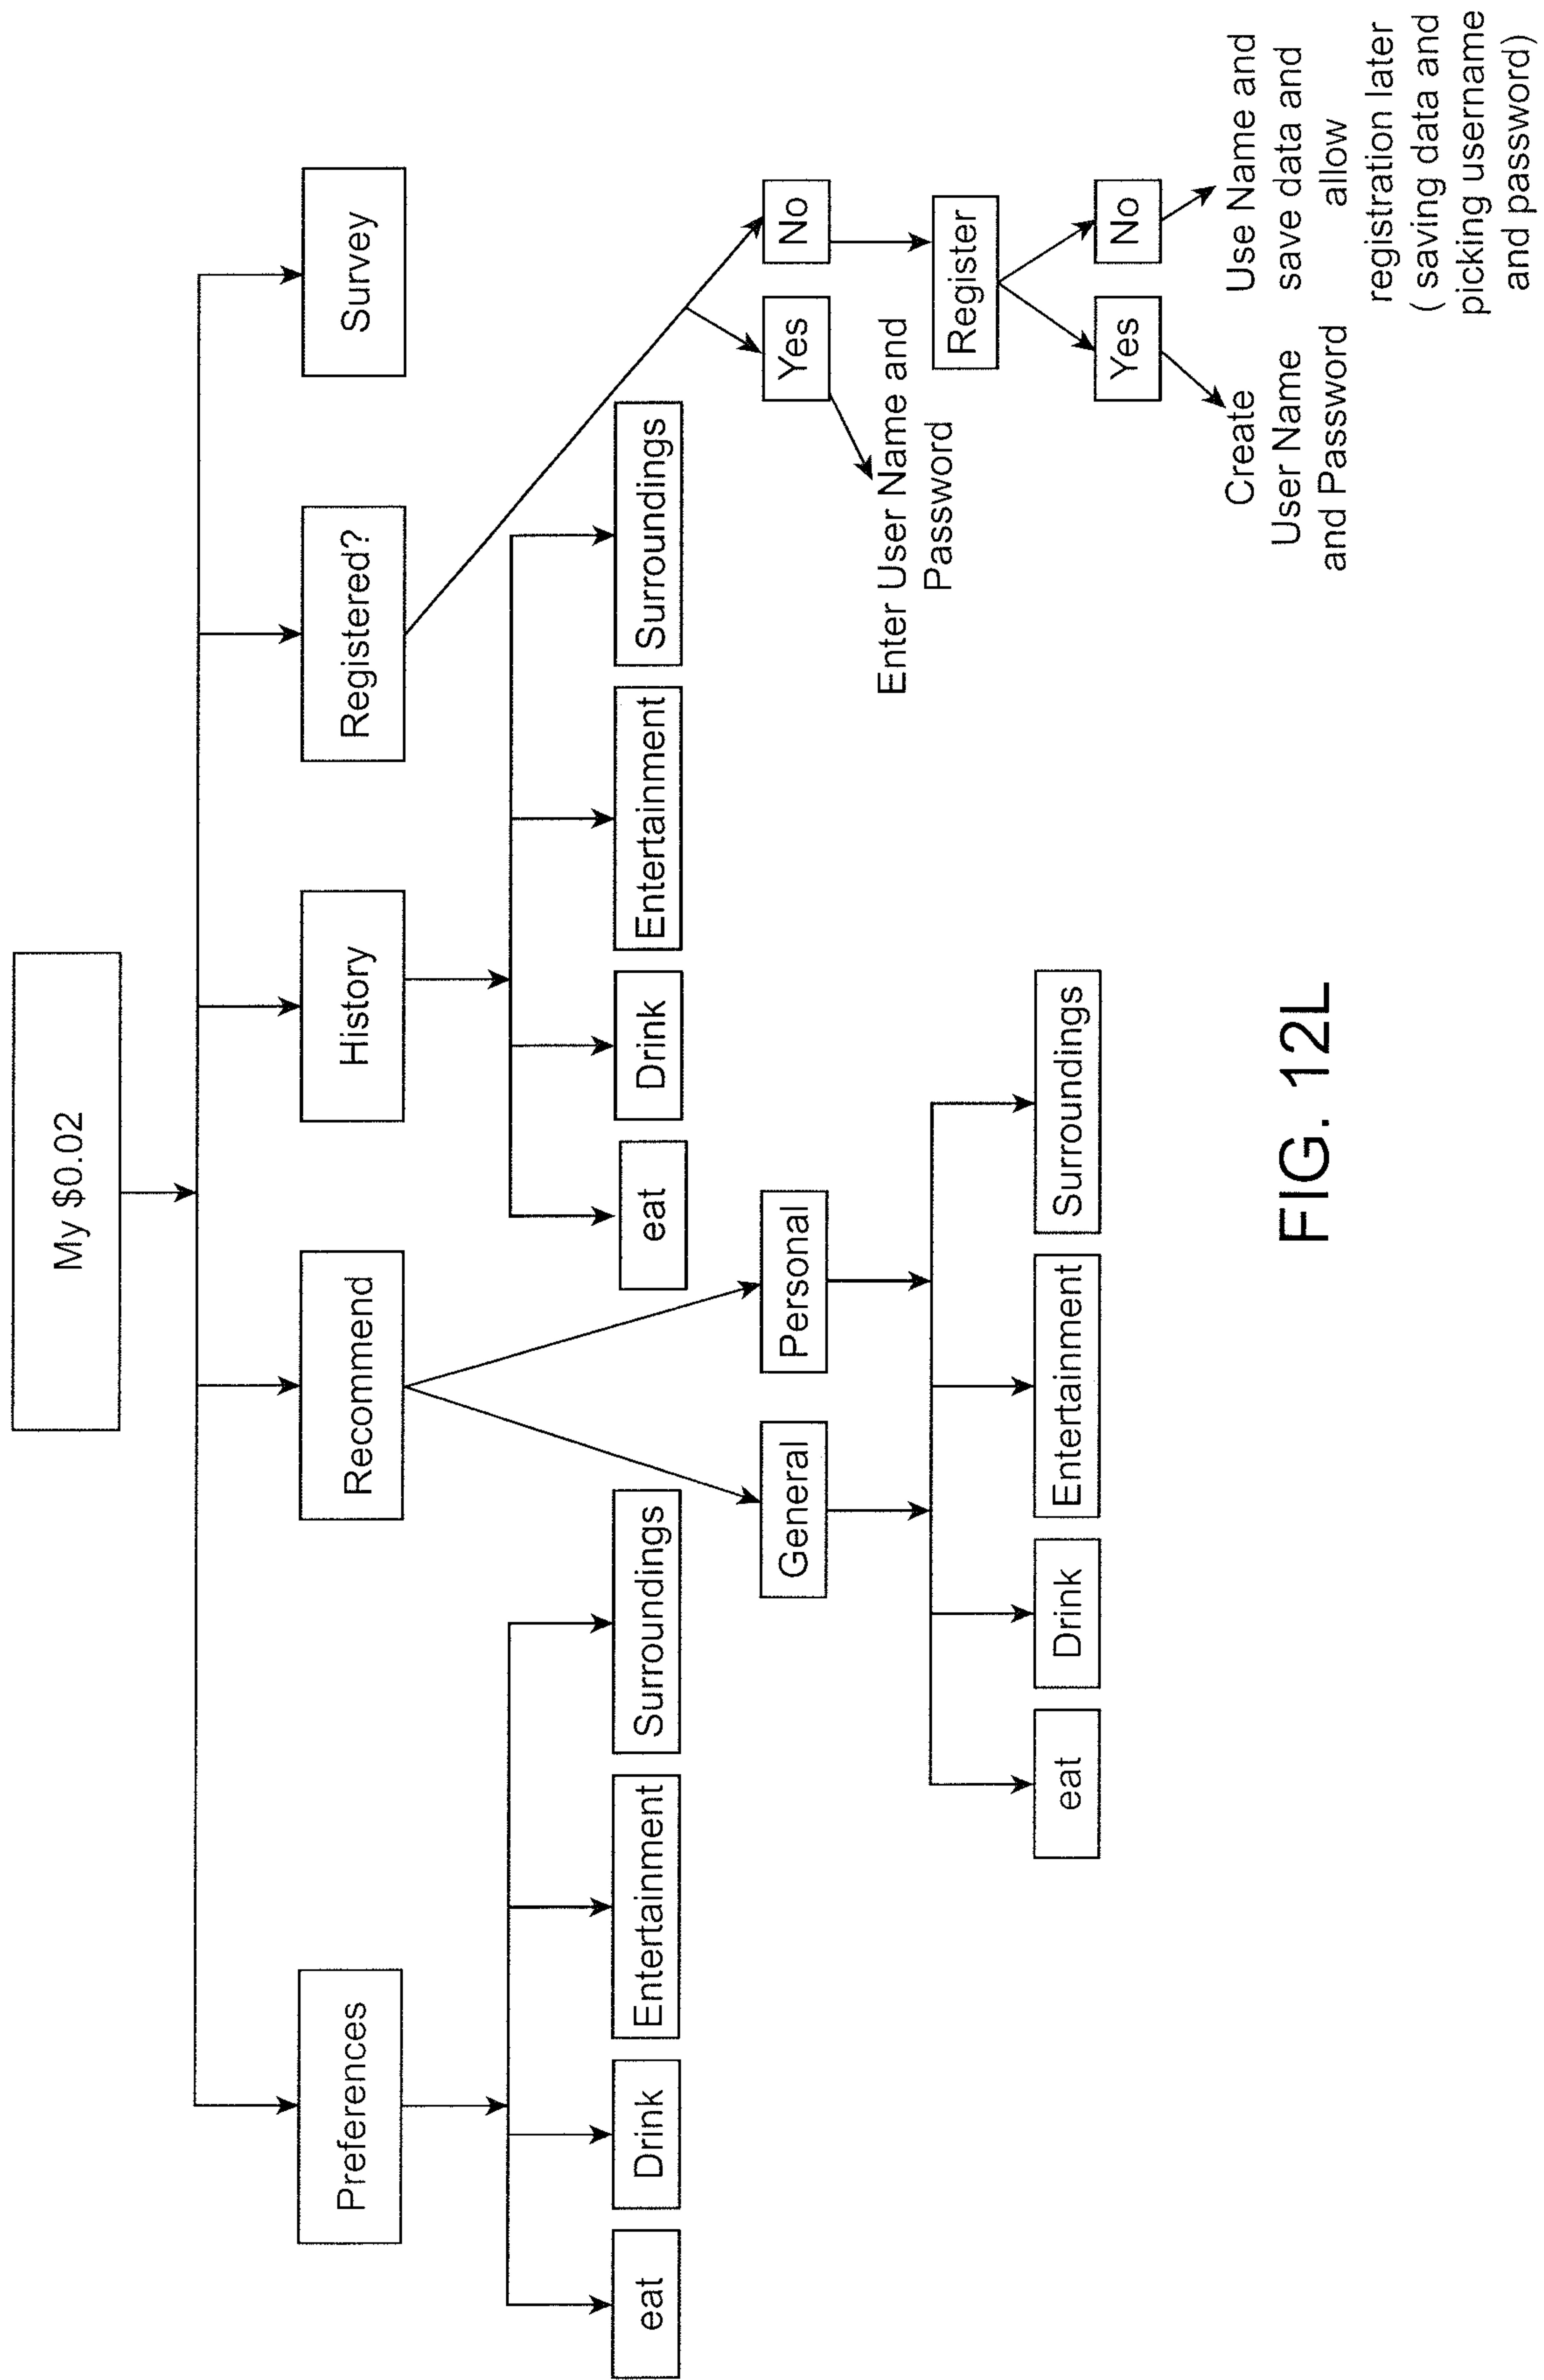 My $0.02
Preferences
Recommend
History
Registered?
Survey
eat
Drink
Entertainment
Surroundings
eat
Drink
Entertainment
Surroundings
General
Personal
Yes
No
Enter User Name and
Password
Register
eat
Drink
Entertainment
Surroundings
Yes
No
Create
User Name
and Password
Use Name and
save data and
allow
registration later
( saving data and
picking username
and password)
FIG. 12L